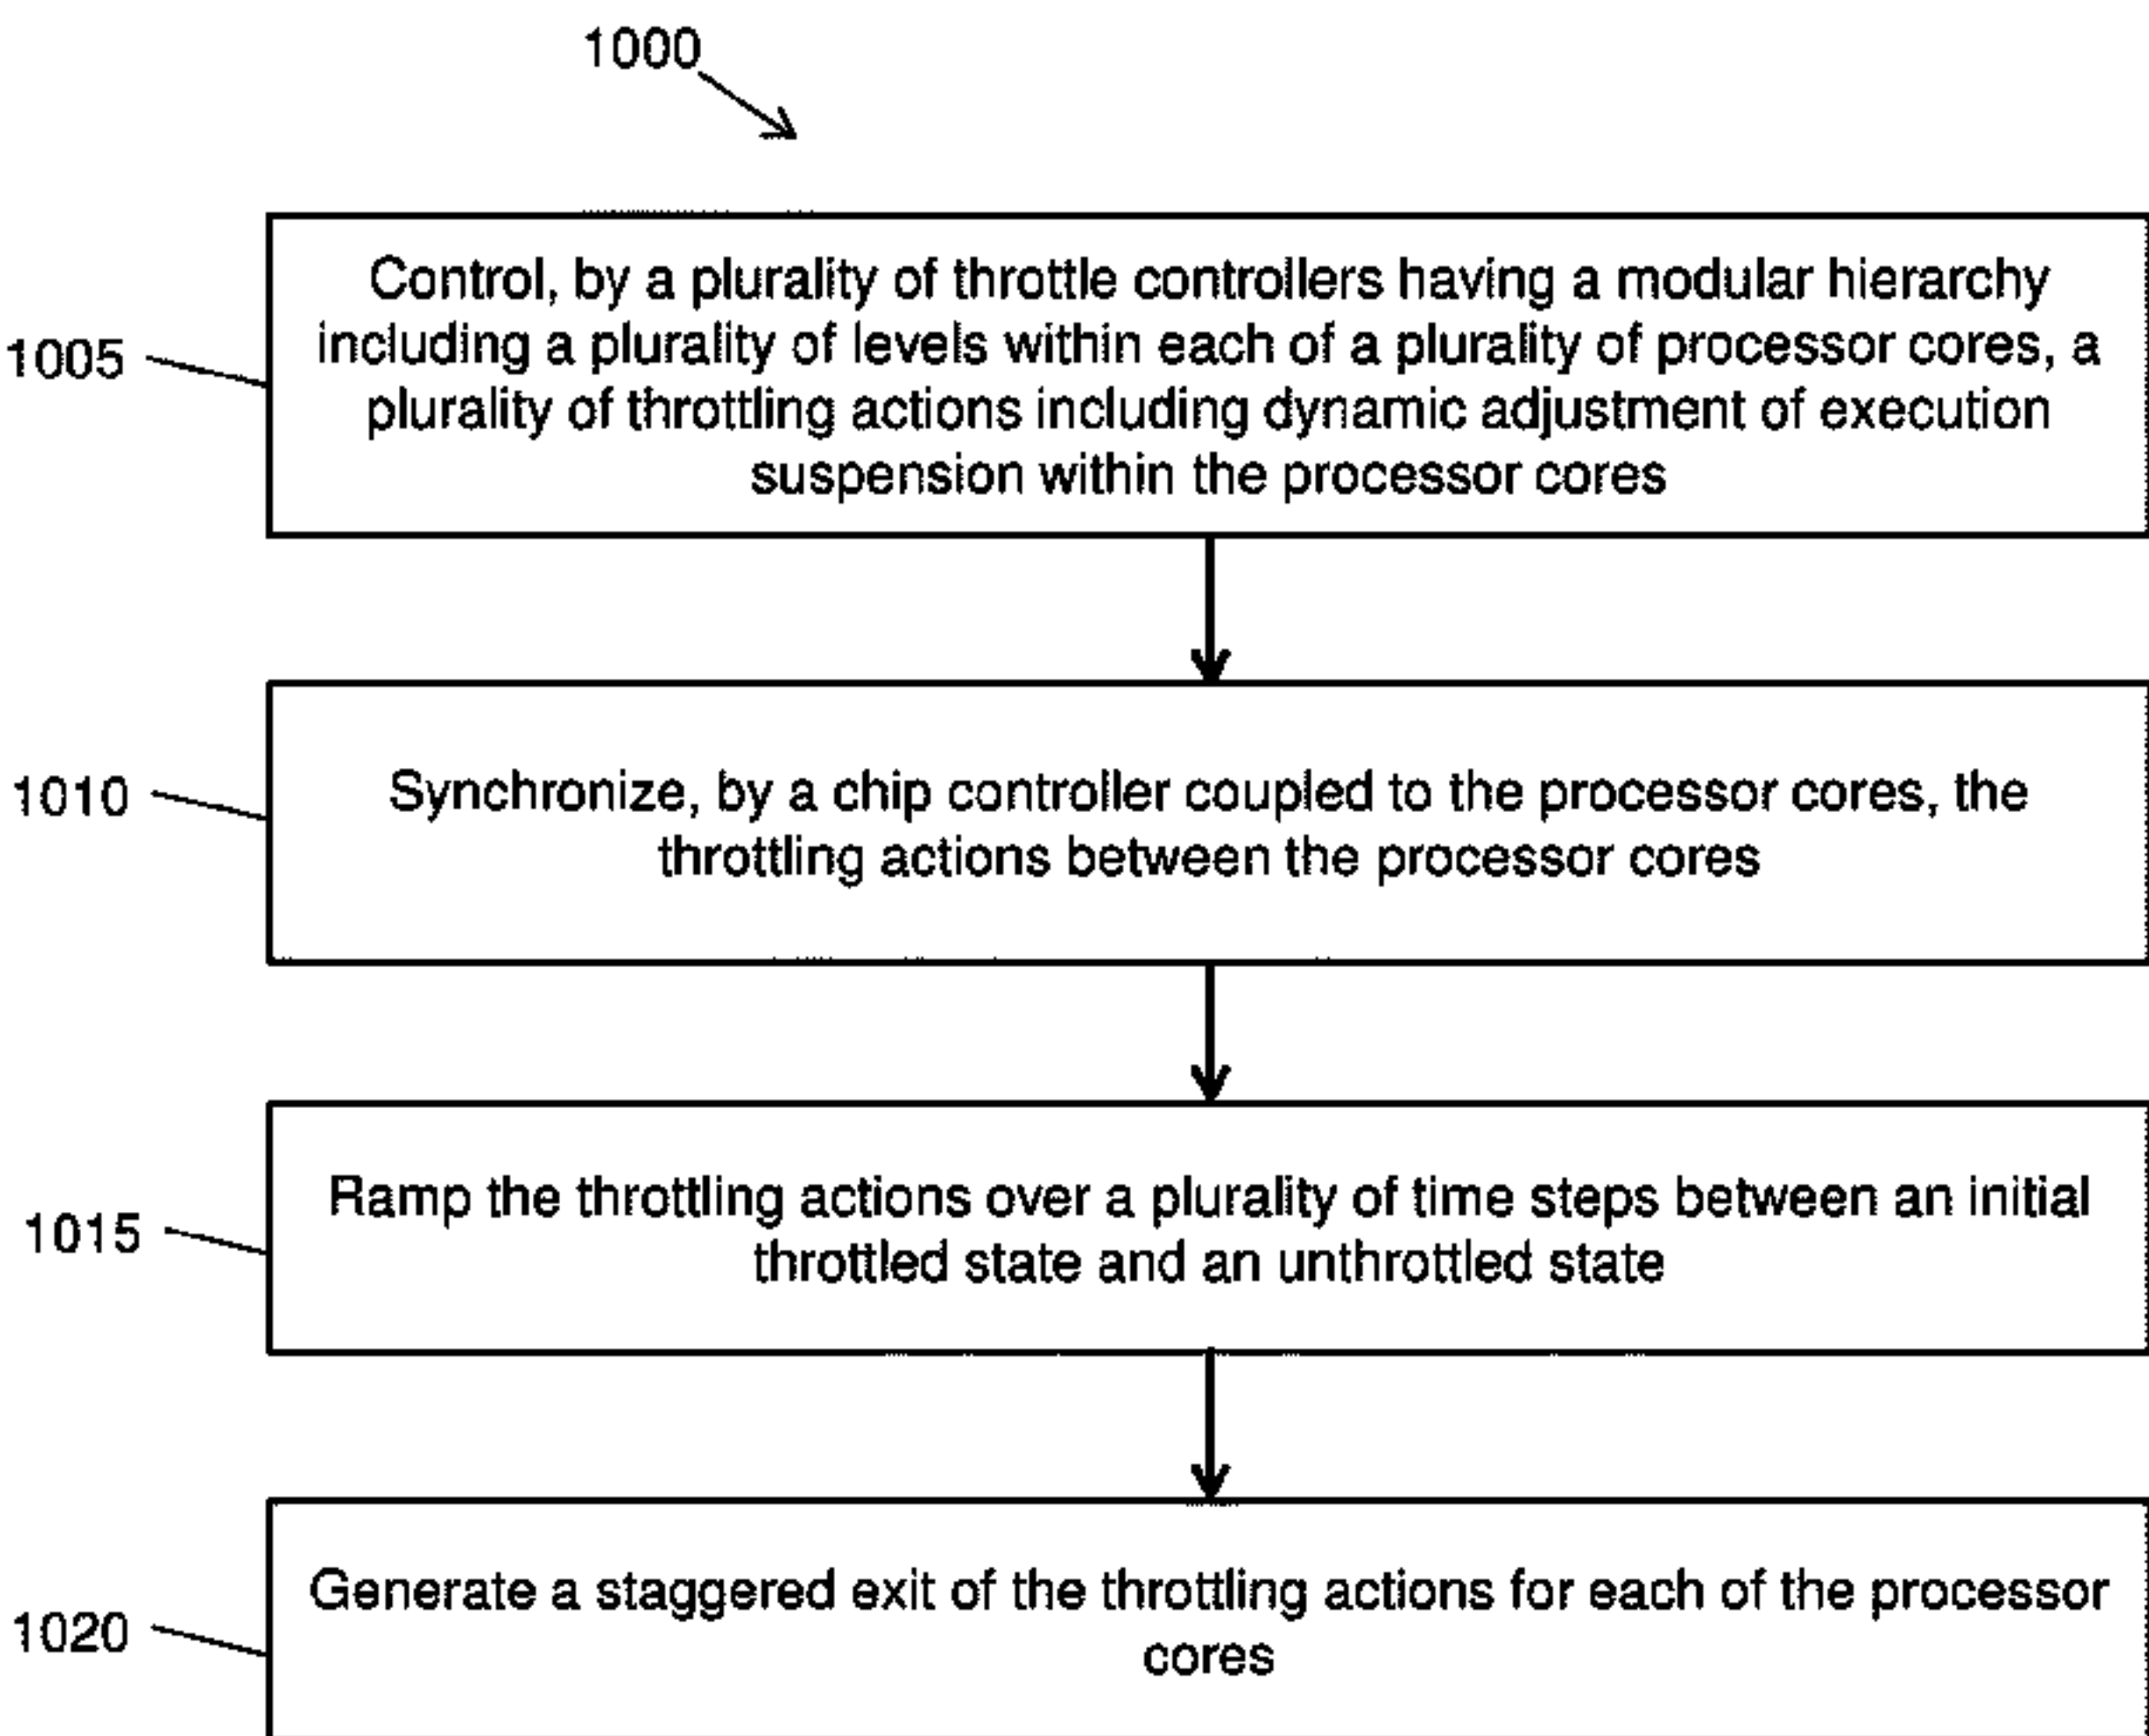 1000
1005
Control, by a plurality of throttle controllers having a modular hierarchy
including a plurality of levels within each of a plurality of processor cores, a
plurality of throttling actions including dynamic adjustment of execution
suspension within the processor cores
1010
Synchronize, by a chip controller coupled to the processor cores, the
throttling actions between the processor cores
1015
Ramp the throttling actions over a plurality of time steps between an initial
throttled state and an unthrottled state
1020
Generate a staggered exit of the throttling actions for each of the processor
cores